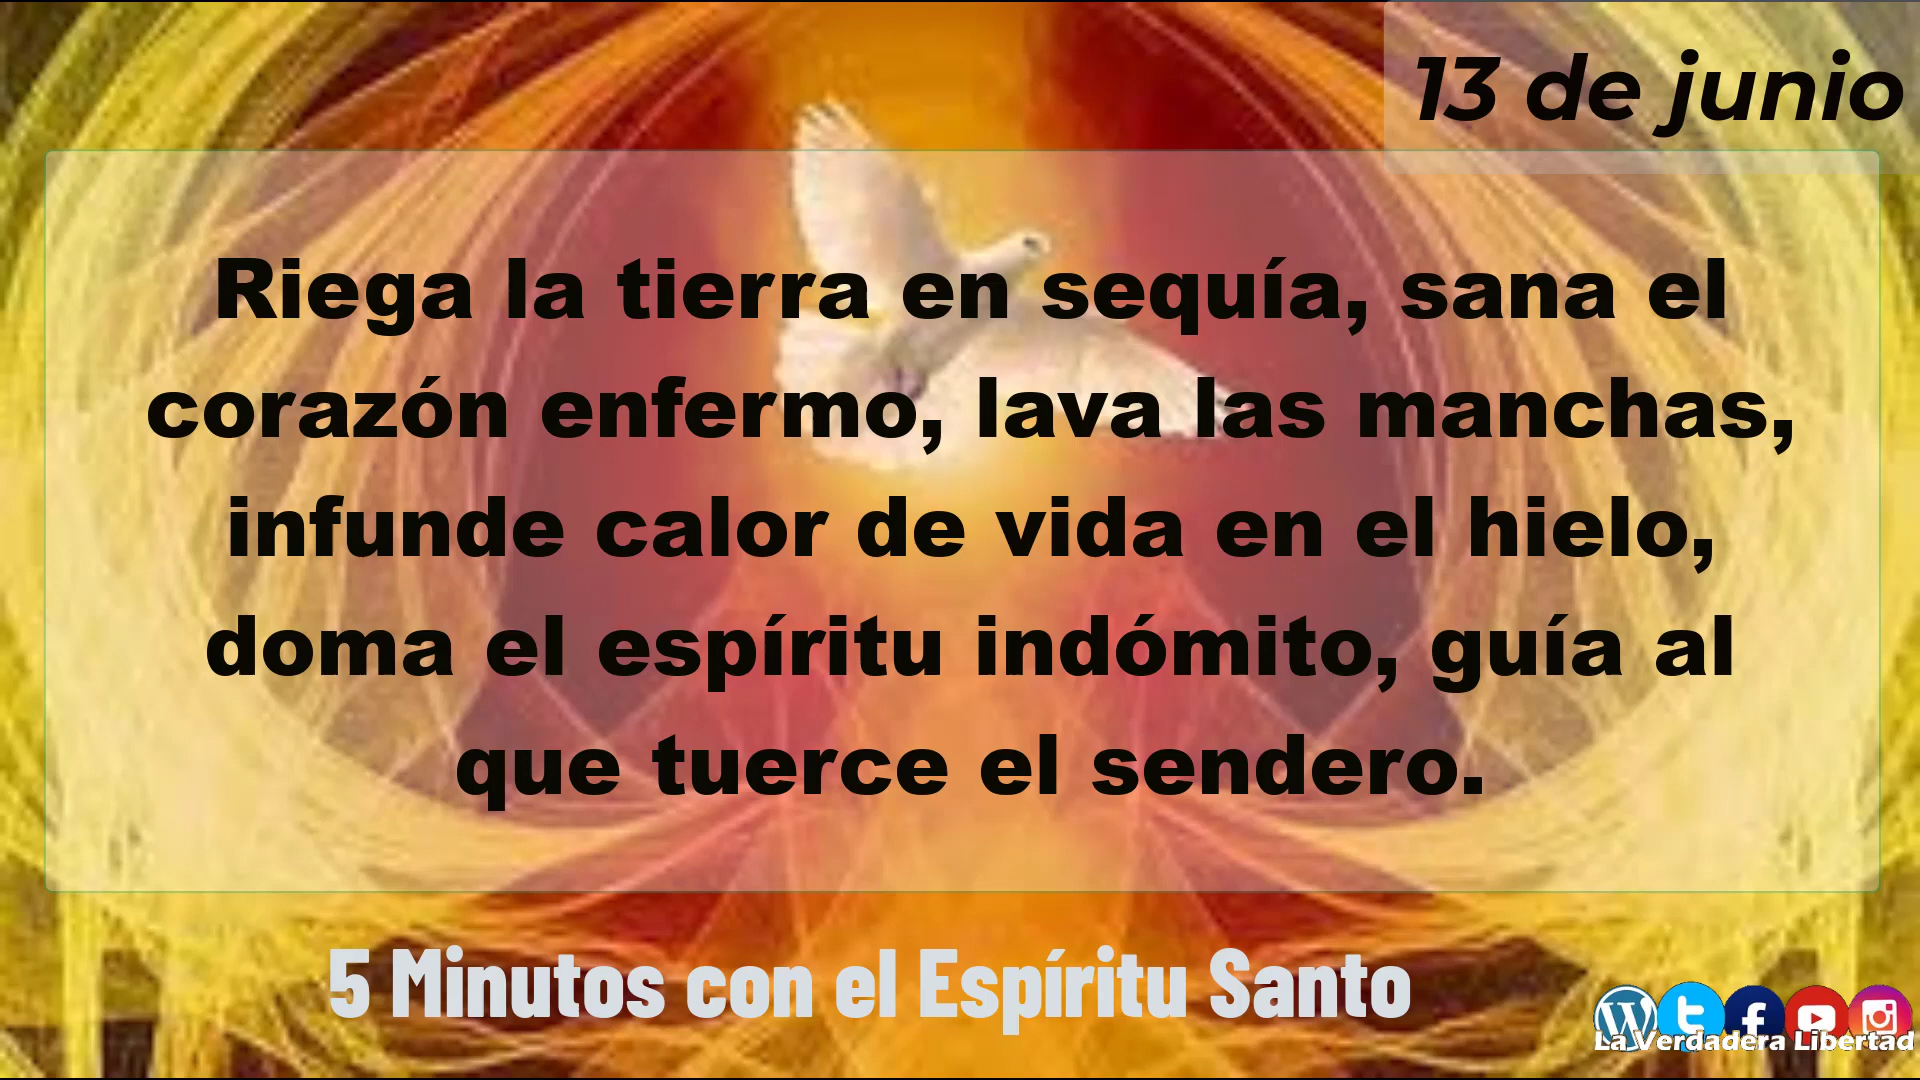 13 de junio
Riega la tierra en sequía, sana el
corazón enfermo, lava las manchas,
infunde calor de vida en el hielo,
doma el espíritu indómito, guía al
que tuerce el sendero.
5 Minutos con el Espíritu Santo
La Verdadera Libertad